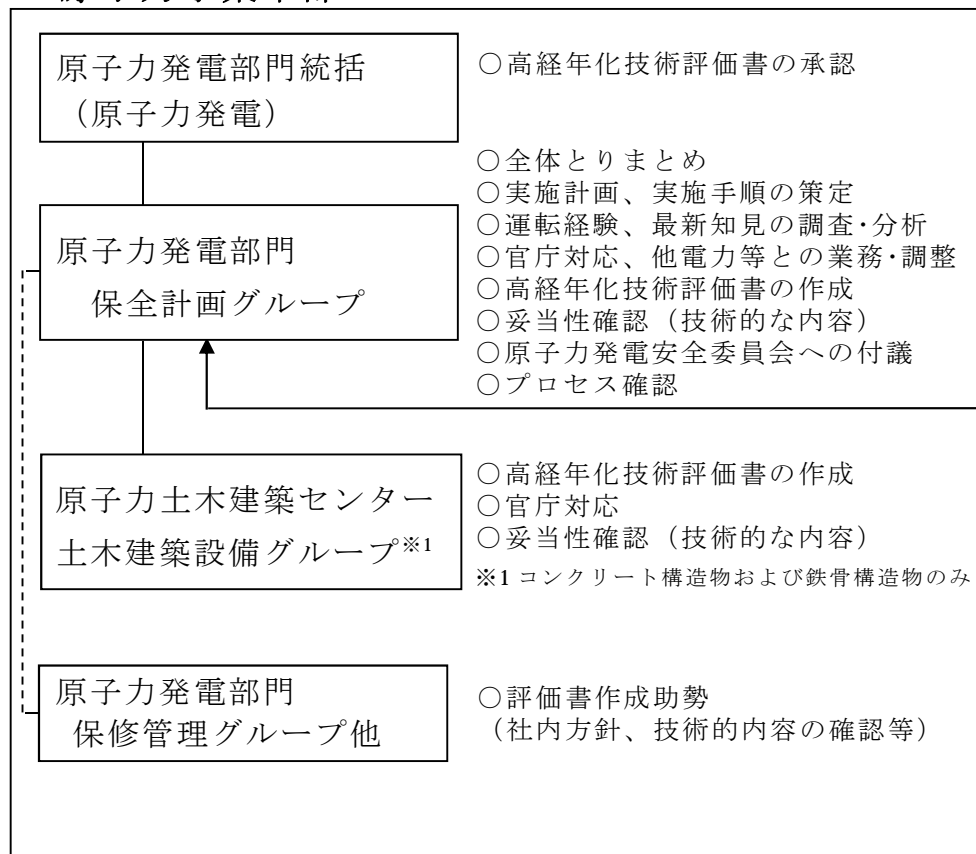 原子力発電部門統括
(原子力発電)
○高経年化技術評価書の承認
原子力発電部門
保全計画グループ
○全体とりまとめ
○実施計画、実施手順の策定
○運転経験、最新知見の調査・分析
○官庁対応、他電力等との業務・調整
○高経年化技術評価書の作成
○妥当性確認(技術的な内容)
○原子力発電安全委員会への付議
○プロセス確認
原子力土木建築センター
土木建築設備グループ※1
○高経年化技術評価書の作成
○官庁対応
○妥当性確認(技術的な内容)
※1 コンクリート構造物および鉄骨構造物のみ
原子力発電部門
保修管理グループ他
○評価書作成助勢
(社内方針、技術的内容の確認等)